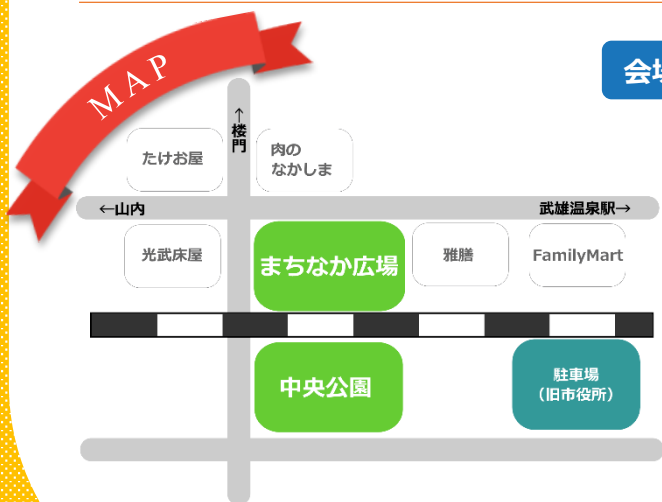 MAP
会場
↑楼門
たけお屋
肉の
なかしま
←山内
武雄温泉駅→
光武床屋
まちなか広場
雅膳
FamilyMart
中央公園
駐車場
（旧市役所）